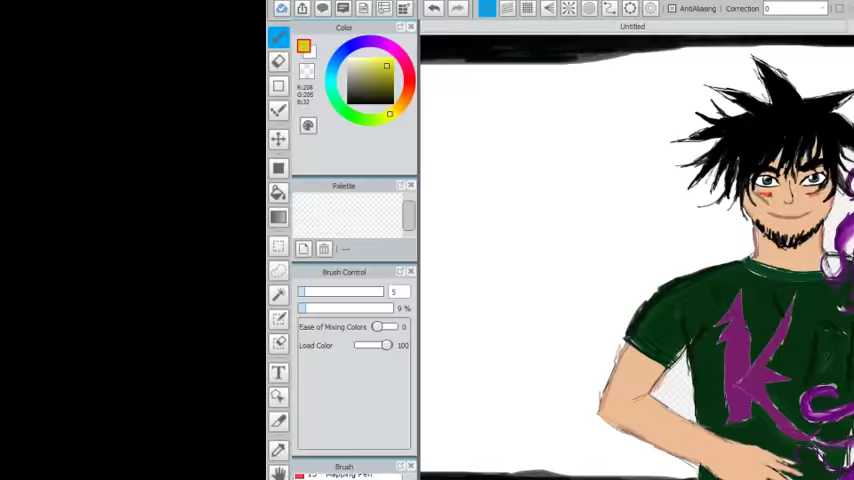 AntiAliasing Correction 0
Untitled
Color
R:208
G:205
B:32
Palette
---
Brush Control
5
9 %
Ease of Mixing Colors 0
Load Color 100
Brush
T
K